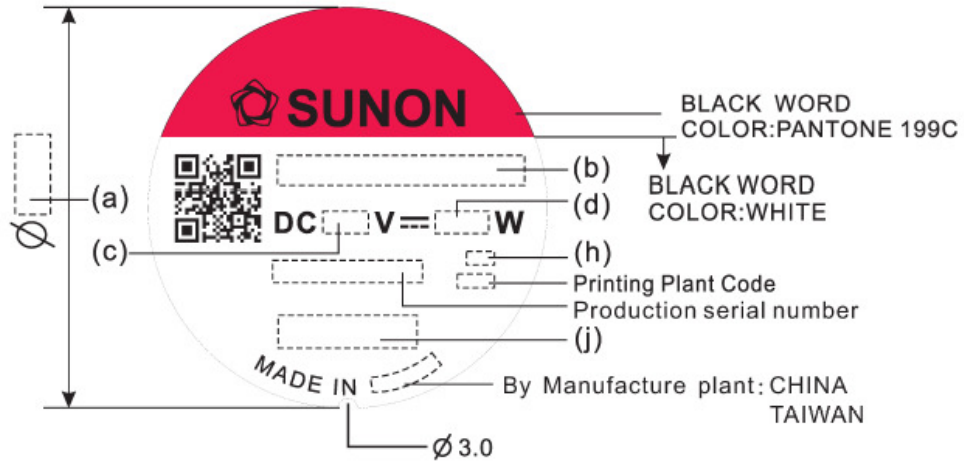 SUNON
BLACK WORD
COLOR:PANTONE 199C
(b)
BLACK WORD
COLOR:WHITE
(a)
Ø
DC V W
(d)
(c)
(h)
Printing Plant Code
Production serial number
(j)
MADE IN
By Manufacture plant: CHINA
TAIWAN
Ø 3.0